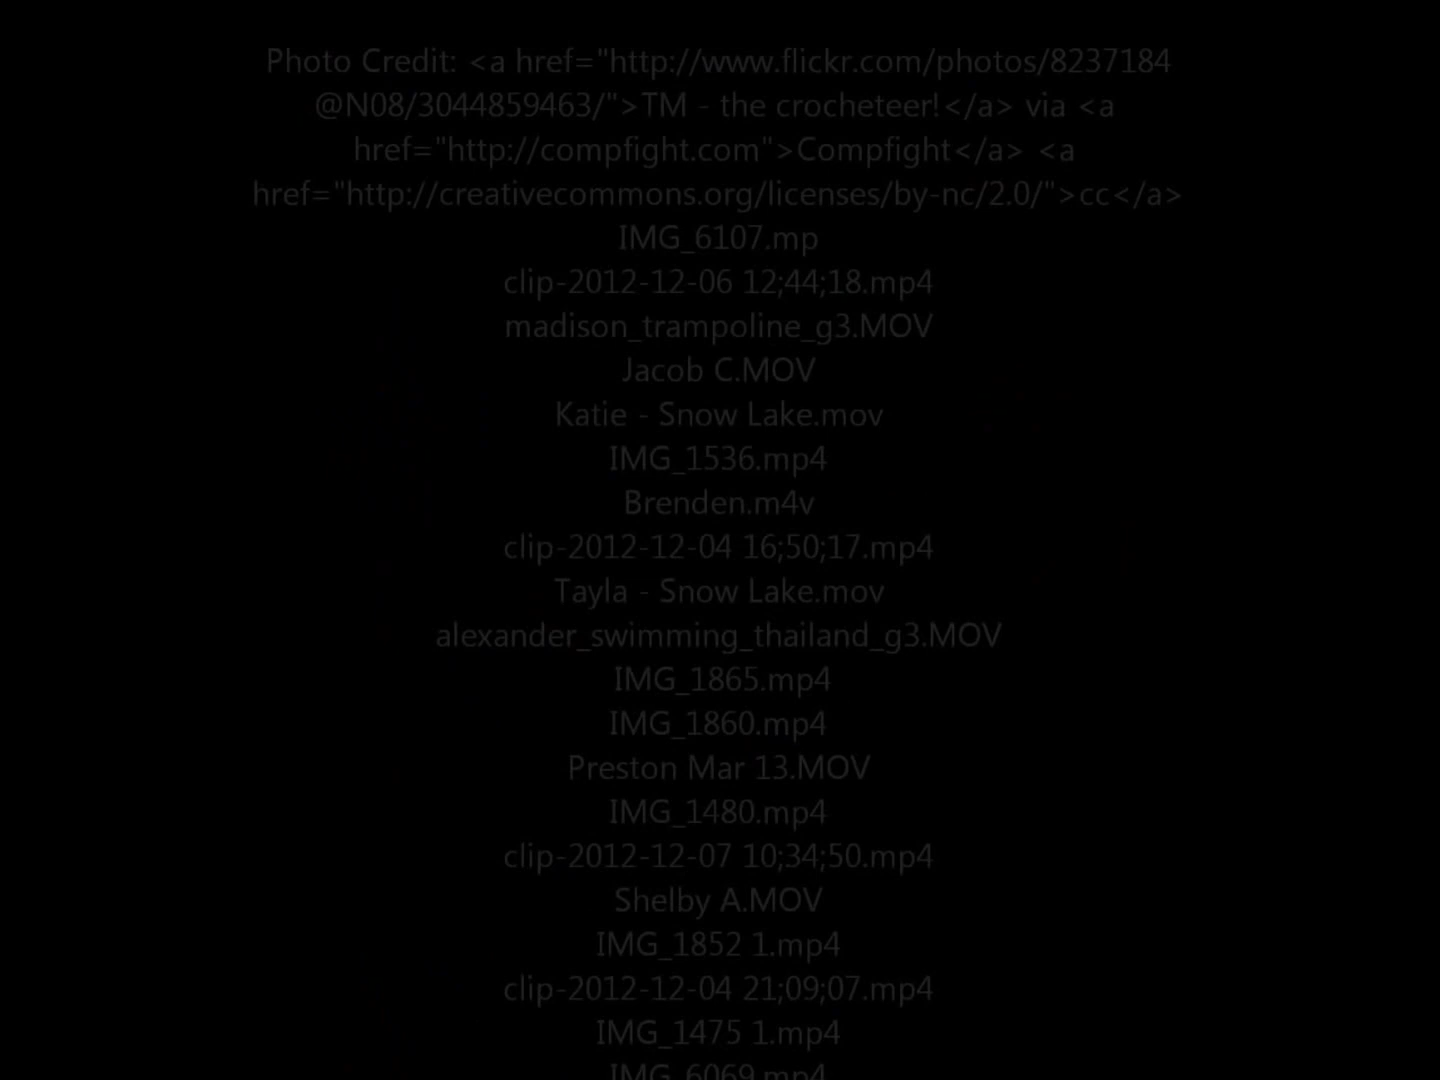 Photo Credit: <a href="http://www.flickr.com/photos/8237184
@N08/3044859463/">TM - the crocheteer!</a> via <a
href="http://compfight.com">Compfight</a> <a
href="http://creativecommons.org/licenses/by-nc/2.0/">cc</a>
IMG_6107.mp
clip-2012-12-06 12;44;18.mp4
madison_trampoline_g3.MOV
Jacob C.MOV
Katie - Snow Lake.mov
IMG_1536.mp4
Brenden.m4v
clip-2012-12-04 16;50;17.mp4
Tayla - Snow Lake.mov
alexander_swimming_thailand_g3.MOV
IMG_1865.mp4
IMG_1860.mp4
Preston Mar 13.MOV
IMG_1480.mp4
clip-2012-12-07 10;34;50.mp4
Shelby A.MOV
IMG_1852 1.mp4
clip-2012-12-04 21;09;07.mp4
IMG_1475 1.mp4
IMG_6069.mp4